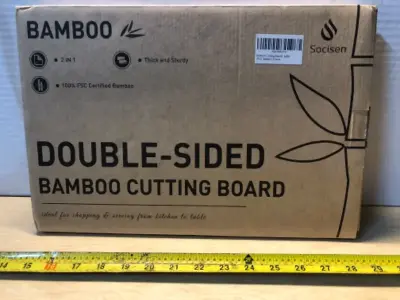 BAMBOO
Socisen
2 IN 1
Thick and Sturdy
100% FSC Certified Bamboo
DOUBLE-SIDED
BAMBOO CUTTING BOARD
ideal for chopping & serving from kitchen to table
14 15 16 17 18 19 20 21 22 23 24 25 26 27 28 29